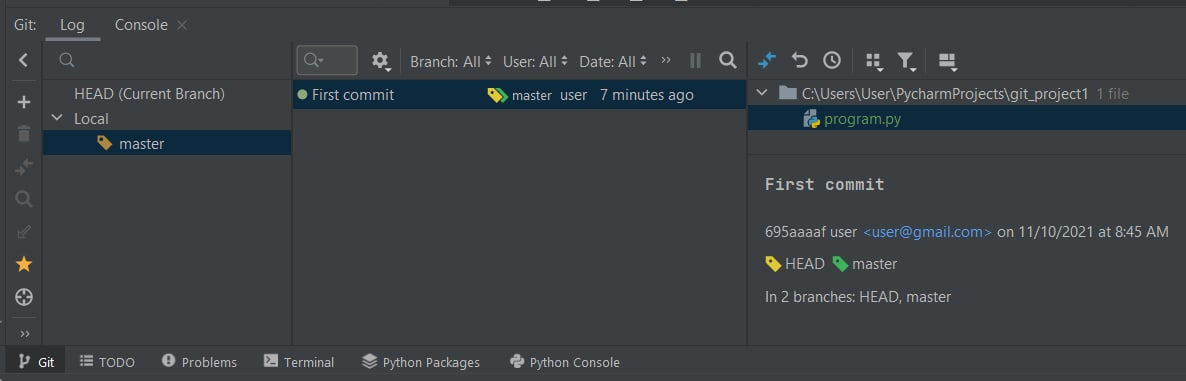 Git: Log Console
Branch: All User: All Date: All
HEAD (Current Branch)
Local
master
First commit master user 7 minutes ago
C:\Users\User\PycharmProjects\git_project1 1 file
program.py
First commit
695aaaaf user <user@gmail.com> on 11/10/2021 at 8:45 AM
HEAD master
In 2 branches: HEAD, master
Git TODO Problems Terminal Python Packages Python Console